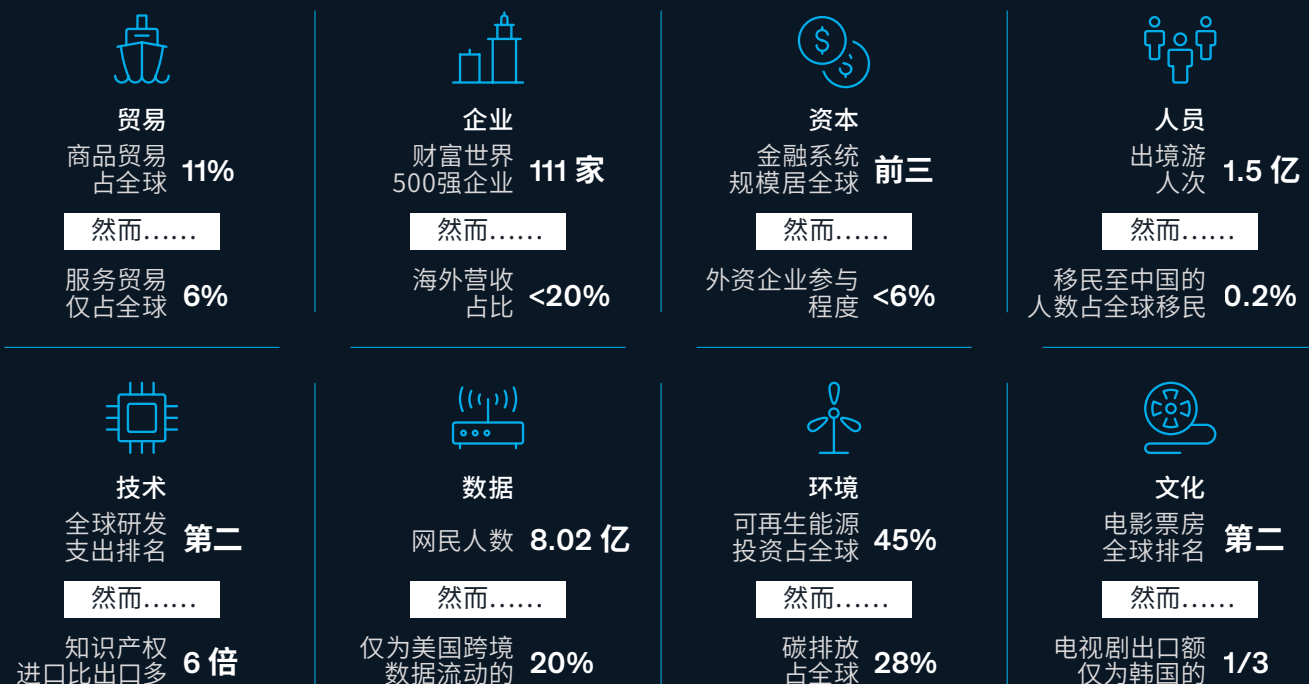 贸易
商品贸易
占全球 11%
然而......
服务贸易
仅占全球 6%
企业
财富世界
500强企业 111 家
然而......
海外营收
占比 <20%
资本
金融系统
规模居全球 前三
然而......
外资企业参与
程度 <6%
人员
出境游
人次 1.5 亿
然而......
移民至中国的
人数占全球移民 0.2%
技术
全球研发
支出排名 第二
然而......
知识产权
进口比出口多 6 倍
数据
网民人数 8.02 亿
然而......
仅为美国跨境
数据流动的 20%
环境
可再生能源
投资占全球 45%
然而......
碳排放
占全球 28%
文化
电影票房
全球排名 第二
然而......
电视剧出口额
仅为韩国的 1/3